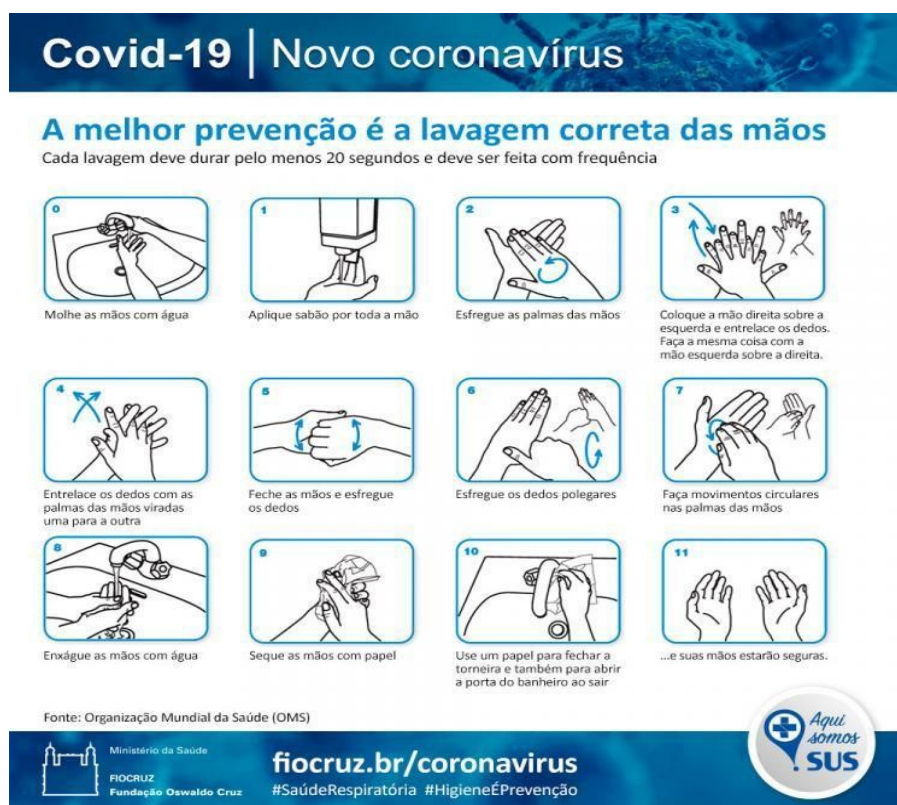 Covid-19 | Novo coronavírus
A melhor prevenção é a lavagem correta das mãos
Cada lavagem deve durar pelo menos 20 segundos e deve ser feita com frequência
0
Molhe as mãos com água
1
Aplique sabão por toda a mão
2
Esfregue as palmas das mãos
3
Coloque a mão direita sobre a
esquerda e entrelace os dedos.
Faça a mesma coisa com a
mão esquerda sobre a direita.
4
Entrelace os dedos com as
palmas das mãos viradas
uma para a outra
5
Feche as mãos e esfregue
os dedos
6
Esfregue os dedos polegares
7
Faça movimentos circulares
nas palmas das mãos
8
Enxágue as mãos com água
9
Seque as mãos com papel
10
Use um papel para fechar a
torneira e também para abrir
a porta do banheiro ao sair
11
...e suas mãos estarão seguras.
Fonte: Organização Mundial da Saúde (OMS)
Ministério da Saúde
FIOCRUZ
Fundação Oswaldo Cruz
fiocruz.br/coronavirus
#SaúdeRespiratória #HigieneÉPrevenção
Aqui
somos
SUS